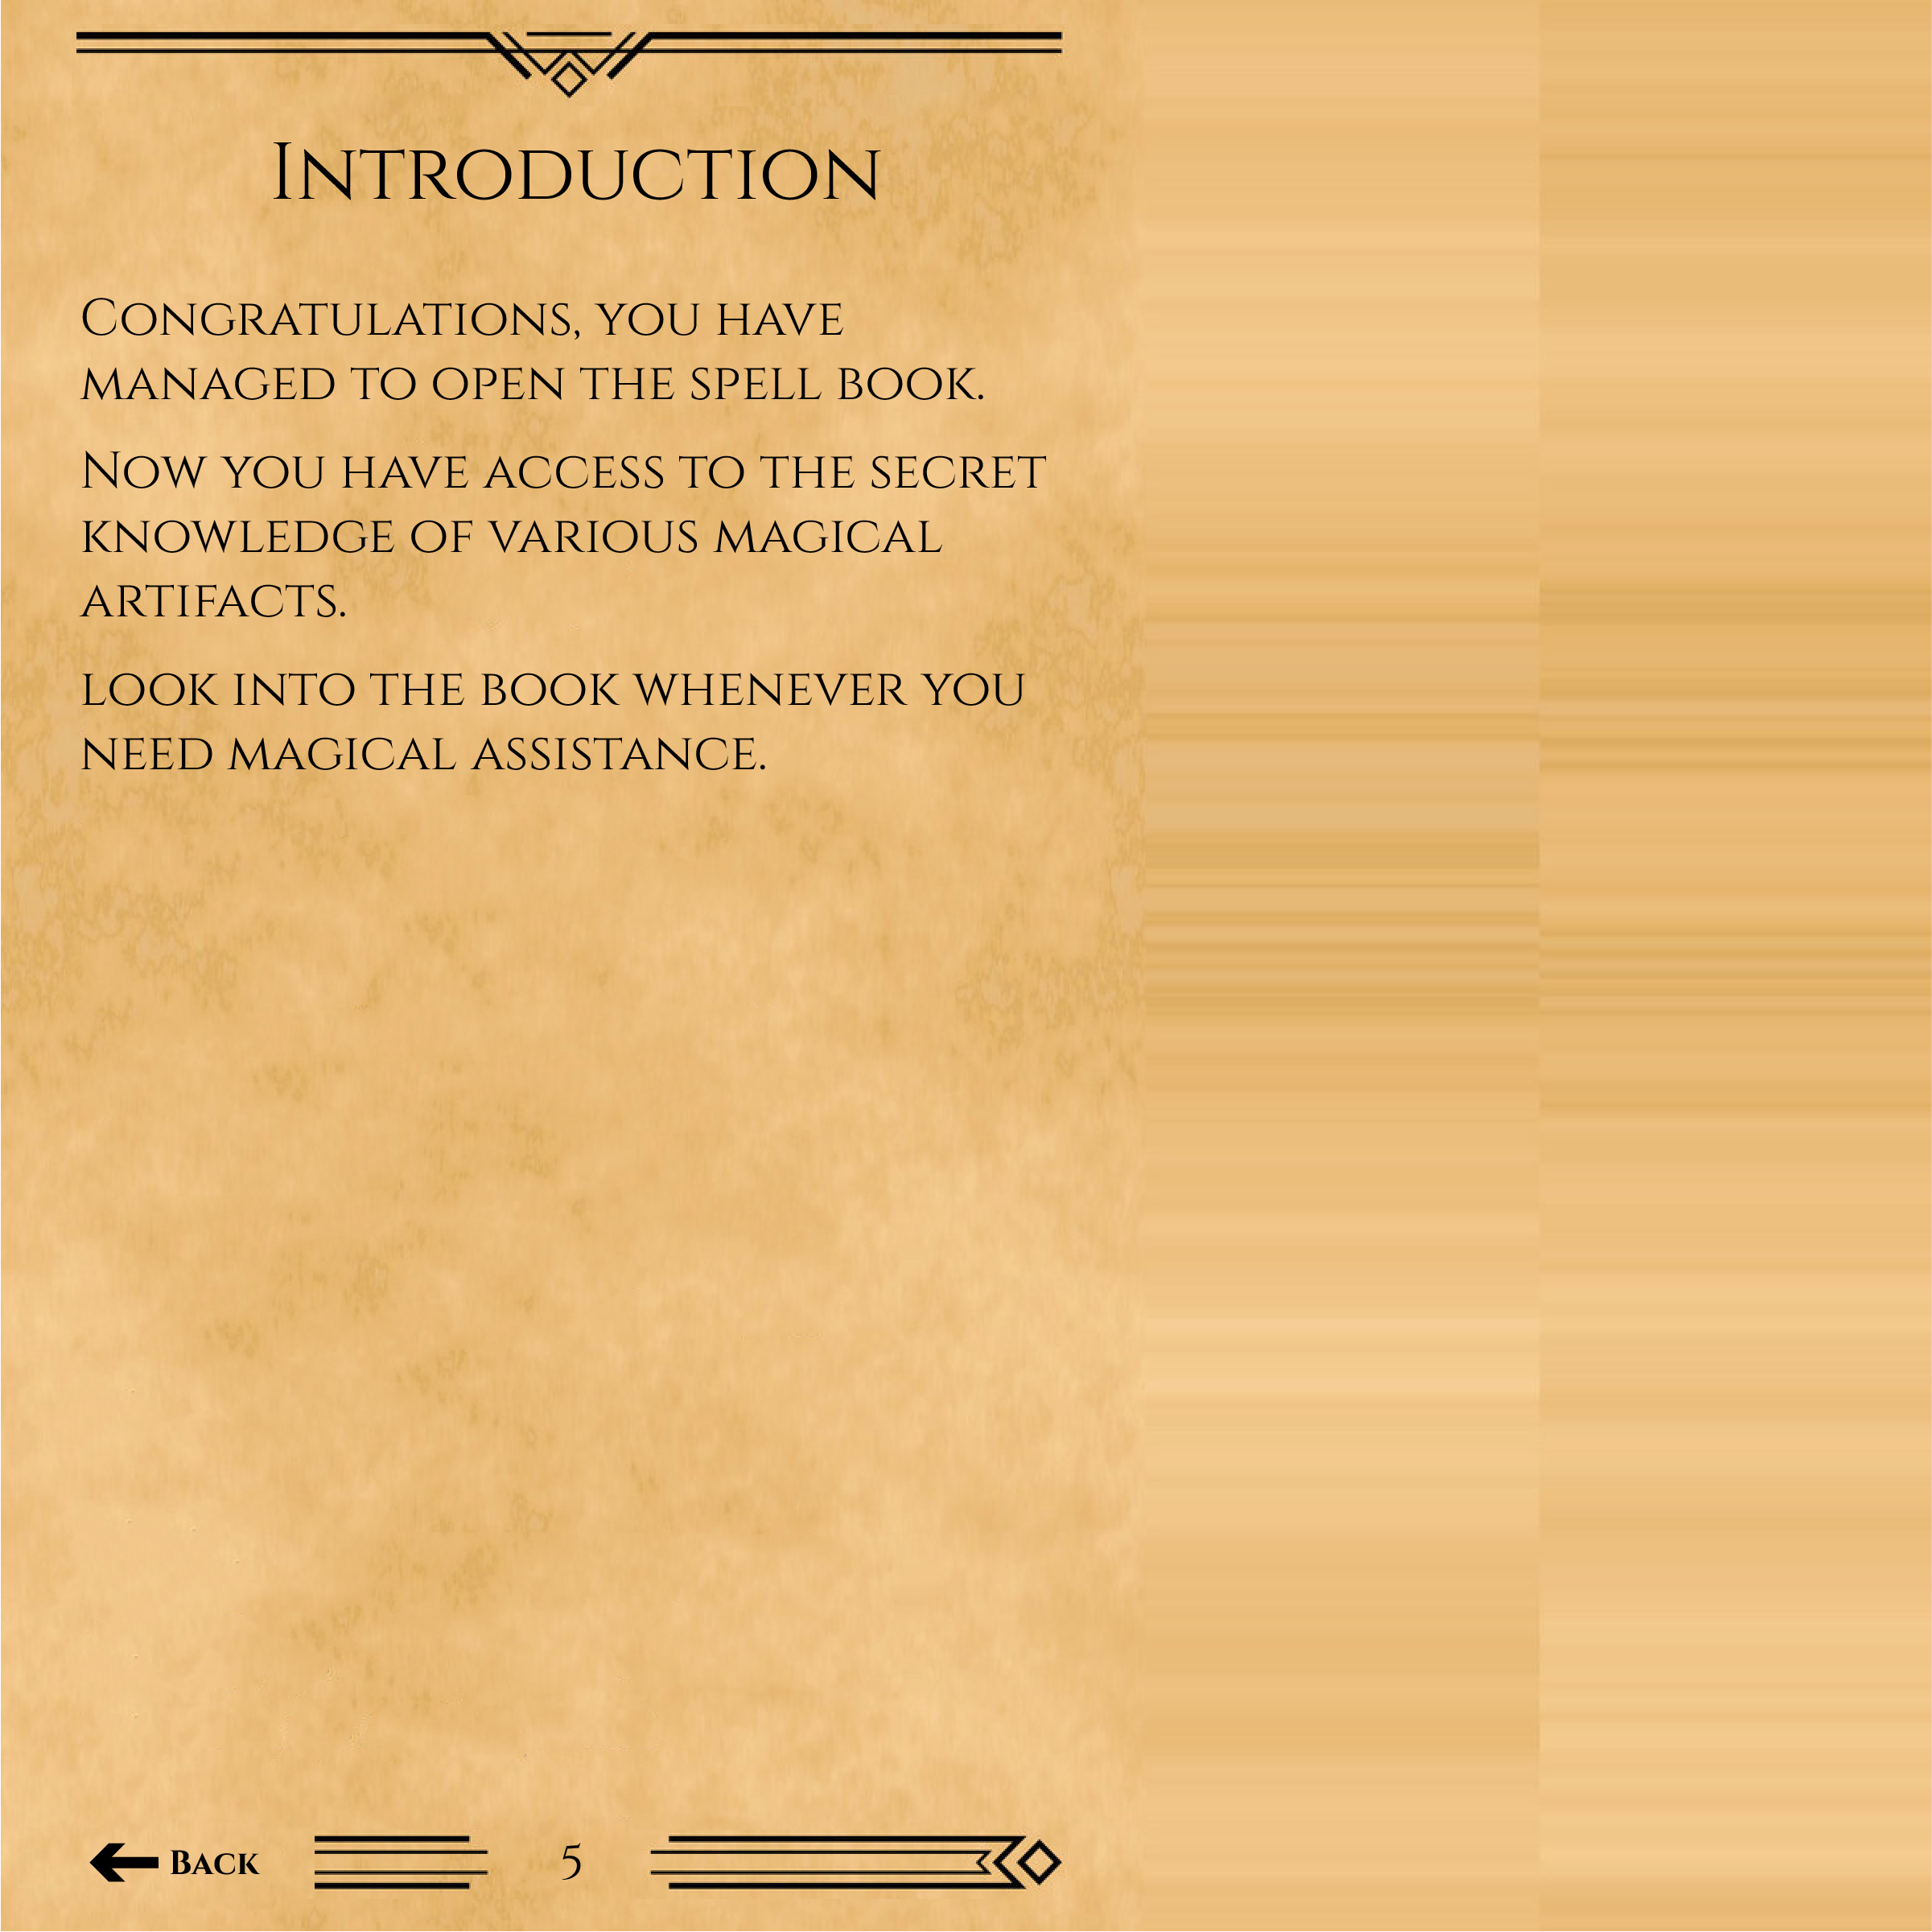 Introduction
Congratulations, you have
managed to open the spell book.
Now you have access to the secret
knowledge of various magical
artifacts.
look into the book whenever you
need magical assistance.
Back 5